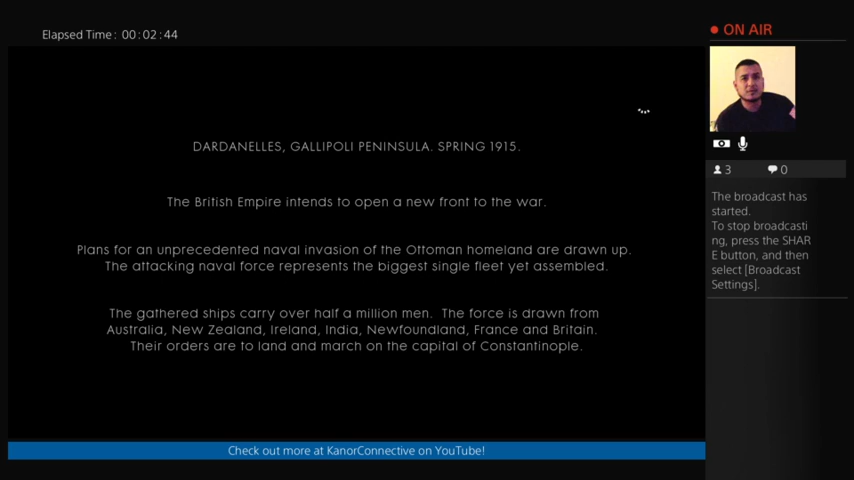 Elapsed Time: 00:02:44
ON AIR
DARDANELLES, GALLIPOLI PENINSULA. SPRING 1915.
The British Empire intends to open a new front to the war.
Plans for an unprecedented naval invasion of the Ottoman homeland are drawn up.
The attacking naval force represents the biggest single fleet yet assembled.
The gathered ships carry over half a million men. The force is drawn from
Australia, New Zealand, Ireland, India, Newfoundland, France and Britain.
Their orders are to land and march on the capital of Constantinople.
3
0
The broadcast has
started.
To stop broadcasti
ng, press the SHAR
E button, and then
select [Broadcast
Settings].
Check out more at KanorConnective on YouTube!